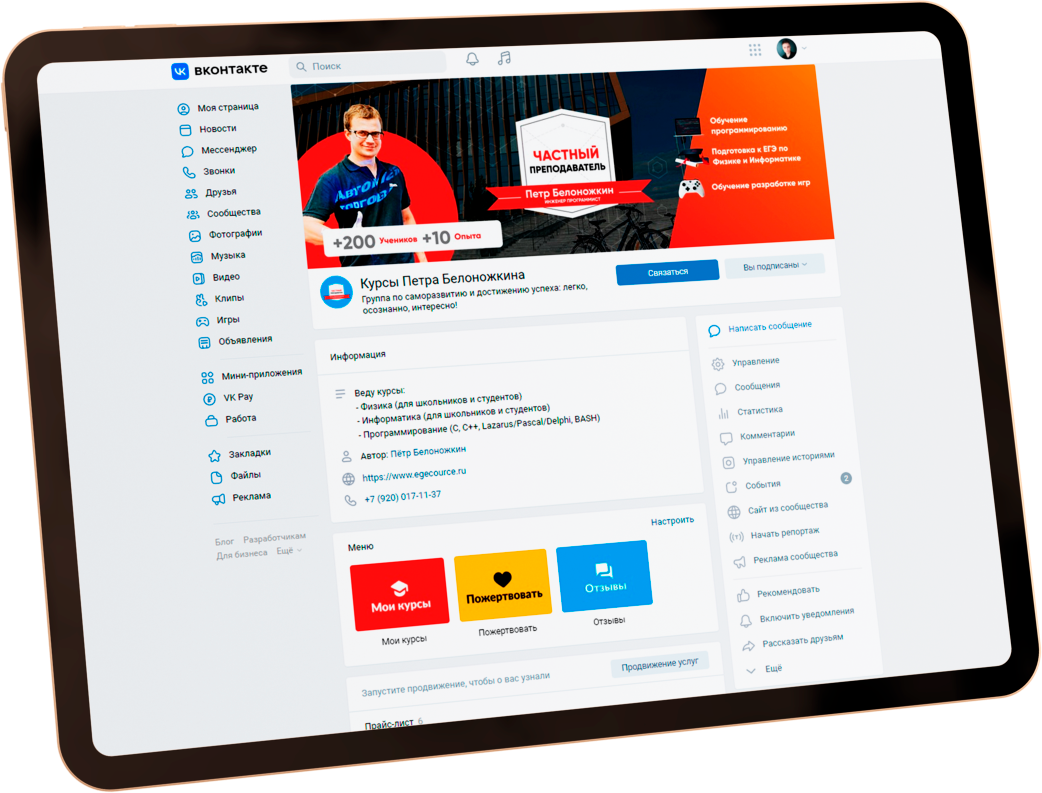 вконтакте
Поиск
Моя страница
Новости
Мессенджер
Звонки
Друзья
Сообщества
Фотографии
Музыка
Видео
Клипы
Игры
Объявления
Мини-приложения
VK Pay
Работа
Закладки
Файлы
Реклама
Блог Разработчикам
Для бизнеса Ещё
ЧАСТНЫЙ
ПРЕПОДАВАТЕЛЬ
Петр Белоножкин
ИНЖЕНЕР ПРОГРАММИСТ
+200 Учеников +10 Опыта
Обучение
программированию
Подготовка к ЕГЭ по
Физике и Информатике
Обучение разработке игр
Курсы Петра Белоножкина
Группа по саморазвитию и достижению успеха: легко,
осознанно, интересно!
Связаться
Вы подписаны
Информация
Веду курсы:
- Физика (для школьников и студентов)
- Информатика (для школьников и студентов)
- Программирование (C, C++, Lazarus/Pascal/Delphi, BASH)
Автор: Пётр Белоножкин
https://www.egecource.ru
+7 (920) 017-11-37
Меню
Настроить
Мои курсы
Пожертвовать
Отзывы
Мои курсы
Пожертвовать
Отзывы
Запустите продвижение, чтобы о вас узнали
Продвижение услуг
Прайс-лист 6
Написать сообщение
Управление
Сообщения
Статистика
Комментарии
Управление историями
События 2
Сайт из сообщества
Начать репортаж
Реклама сообщества
Рекомендовать
Включить уведомления
Рассказать друзьям
Ещё